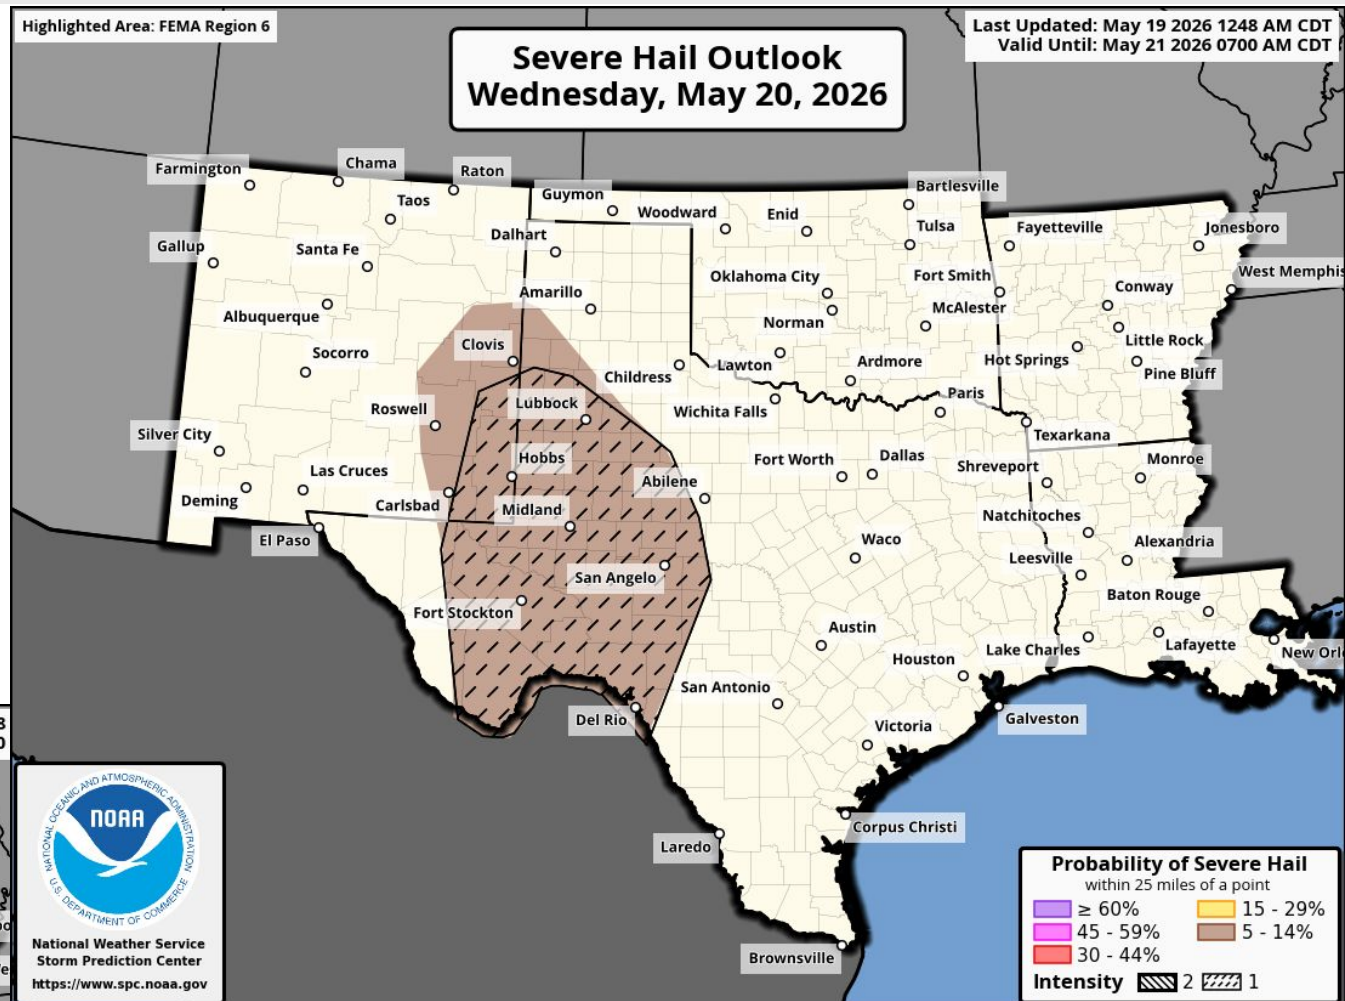 Highlighted Area: FEMA Region 6
Severe Hail Outlook
Wednesday, May 20, 2026
Last Updated: May 19 2026 1248 AM CDT
Valid Until: May 21 2026 0700 AM CDT
Farmington
Chama
Raton
Taos
Guymon
Woodward
Enid
Bartlesville
Tulsa
Fayetteville
Jonesboro
Gallup
Santa Fe
Dalhart
Oklahoma City
Fort Smith
West Memphis
Amarillo
Conway
Albuquerque
Norman
McAlester
Little Rock
Socorro
Clovis
Childress
Lawton
Ardmore
Hot Springs
Pine Bluff
Roswell
Lubbock
Wichita Falls
Paris
Silver City
Texarkana
Las Cruces
Hobbs
Fort Worth
Dallas
Shreveport
Monroe
Deming
Carlsbad
Abilene
Midland
Natchitoches
El Paso
Waco
Alexandria
San Angelo
Leesville
Fort Stockton
Baton Rouge
Austin
Houston
Lake Charles
Lafayette
New Orl
San Antonio
Del Rio
Victoria
Galveston
Corpus Christi
Laredo
Brownsville
NATIONAL OCEANIC AND ATMOSPHERIC ADMINISTRATION
NOAA
U.S. DEPARTMENT OF COMMERCE
National Weather Service
Storm Prediction Center
https://www.spc.noaa.gov
Probability of Severe Hail
within 25 miles of a point
≥ 60% 15 - 29%
45 - 59% 5 - 14%
30 - 44%
Intensity 2 1